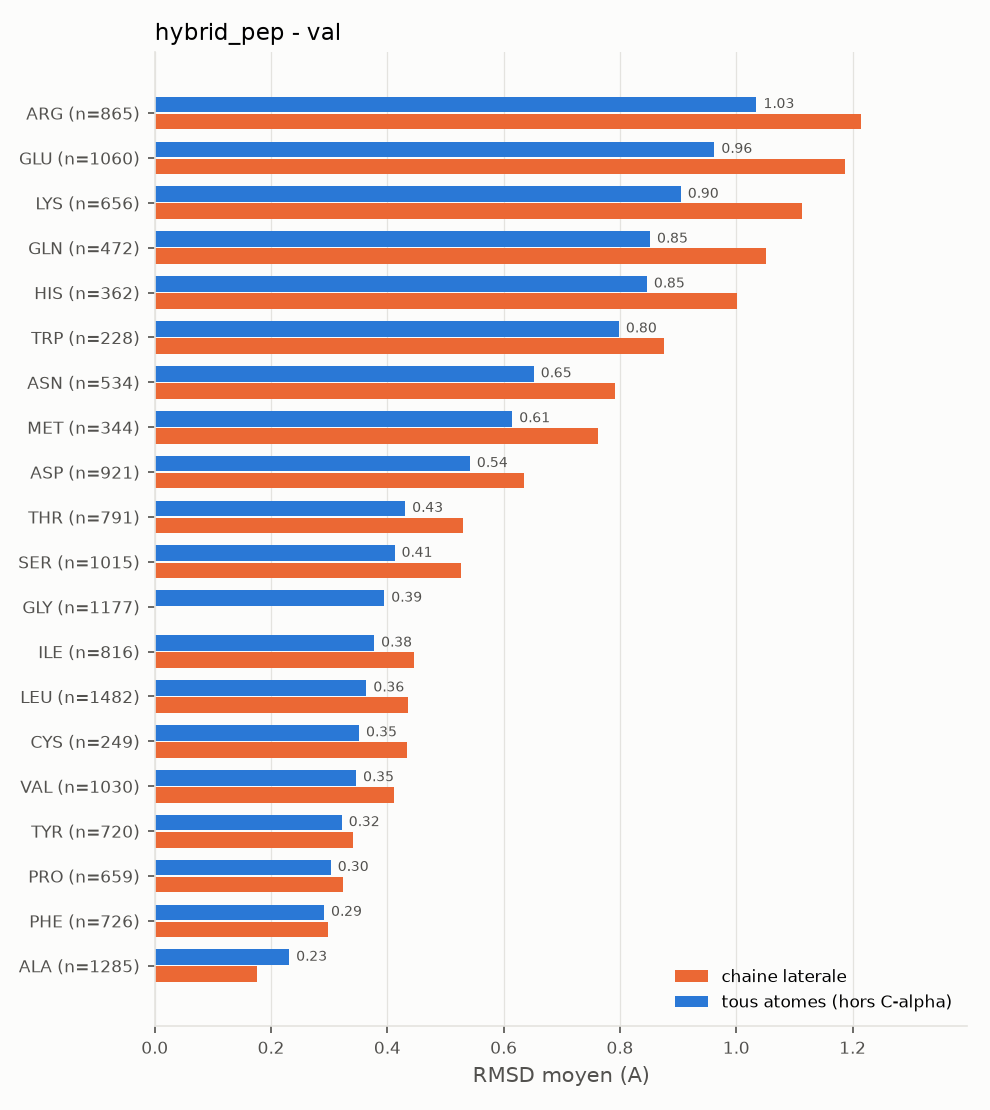 hybrid_pep - val
ARG (n=865)
1.03
GLU (n=1060)
0.96
LYS (n=656)
0.90
GLN (n=472)
0.85
HIS (n=362)
0.85
TRP (n=228)
0.80
ASN (n=534)
0.65
MET (n=344)
0.61
ASP (n=921)
0.54
THR (n=791)
0.43
SER (n=1015)
0.41
GLY (n=1177)
0.39
ILE (n=816)
0.38
LEU (n=1482)
0.36
CYS (n=249)
0.35
VAL (n=1030)
0.35
TYR (n=720)
0.32
PRO (n=659)
0.30
PHE (n=726)
0.29
ALA (n=1285)
0.23
chaine laterale
tous atomes (hors C-alpha)
0.0 0.2 0.4 0.6 0.8 1.0 1.2
RMSD moyen (A)